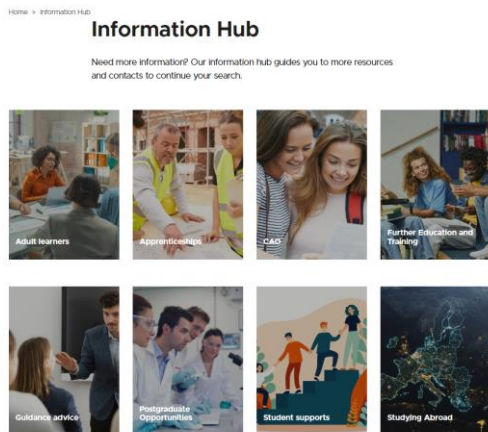 Home > Information Hub
Information Hub
Need more information? Our information hub guides you to more resources
and contacts to continue your search.
Adult learners
Apprenticeships
CAO
Further Education and
Training
Guidance advice
Postgraduate
Opportunities
Student supports
Studying Abroad